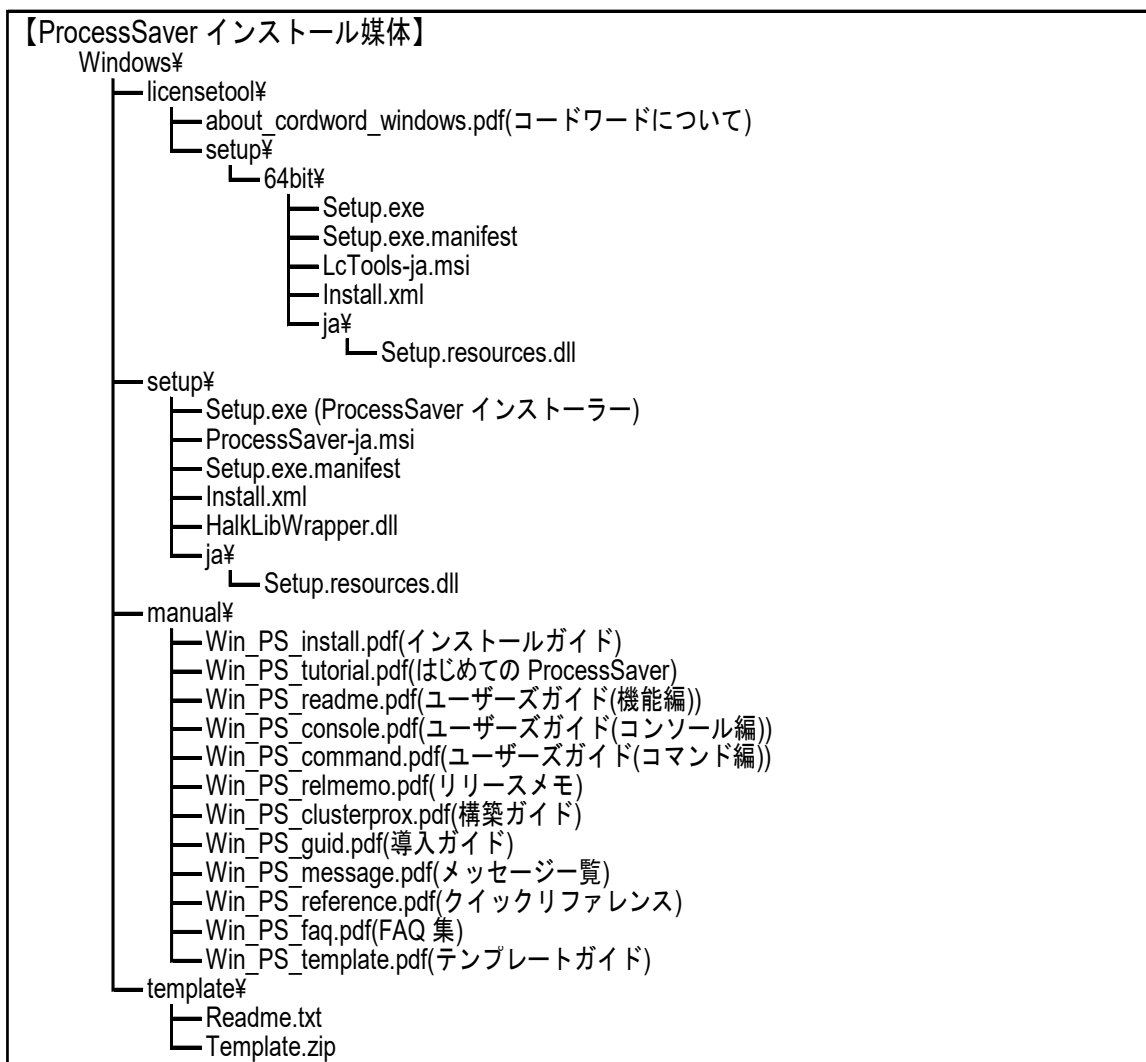 【ProcessSaver インストール媒体】
Windows¥
licensetool¥
about_cordword_windows.pdf(コードワードについて)
setup¥
64bit¥
Setup.exe
Setup.exe.manifest
LcTools-ja.msi
Install.xml
ja¥
Setup.resources.dll
setup¥
Setup.exe (ProcessSaver インストーラー)
ProcessSaver-ja.msi
Setup.exe.manifest
Install.xml
HalkLibWrapper.dll
ja¥
Setup.resources.dll
manual¥
Win_PS_install.pdf(インストールガイド)
Win_PS_tutorial.pdf(はじめての ProcessSaver)
Win_PS_readme.pdf(ユーザーズガイド(機能編))
Win_PS_console.pdf(ユーザーズガイド(コンソール編))
Win_PS_command.pdf(ユーザーズガイド(コマンド編))
Win_PS_relmemo.pdf(リリースメモ)
Win_PS_clusterprox.pdf(構築ガイド)
Win_PS_guid.pdf(導入ガイド)
Win_PS_message.pdf(メッセージ一覧)
Win_PS_reference.pdf(クイックリファレンス)
Win_PS_faq.pdf(FAQ 集)
Win_PS_template.pdf(テンプレートガイド)
template¥
Readme.txt
Template.zip